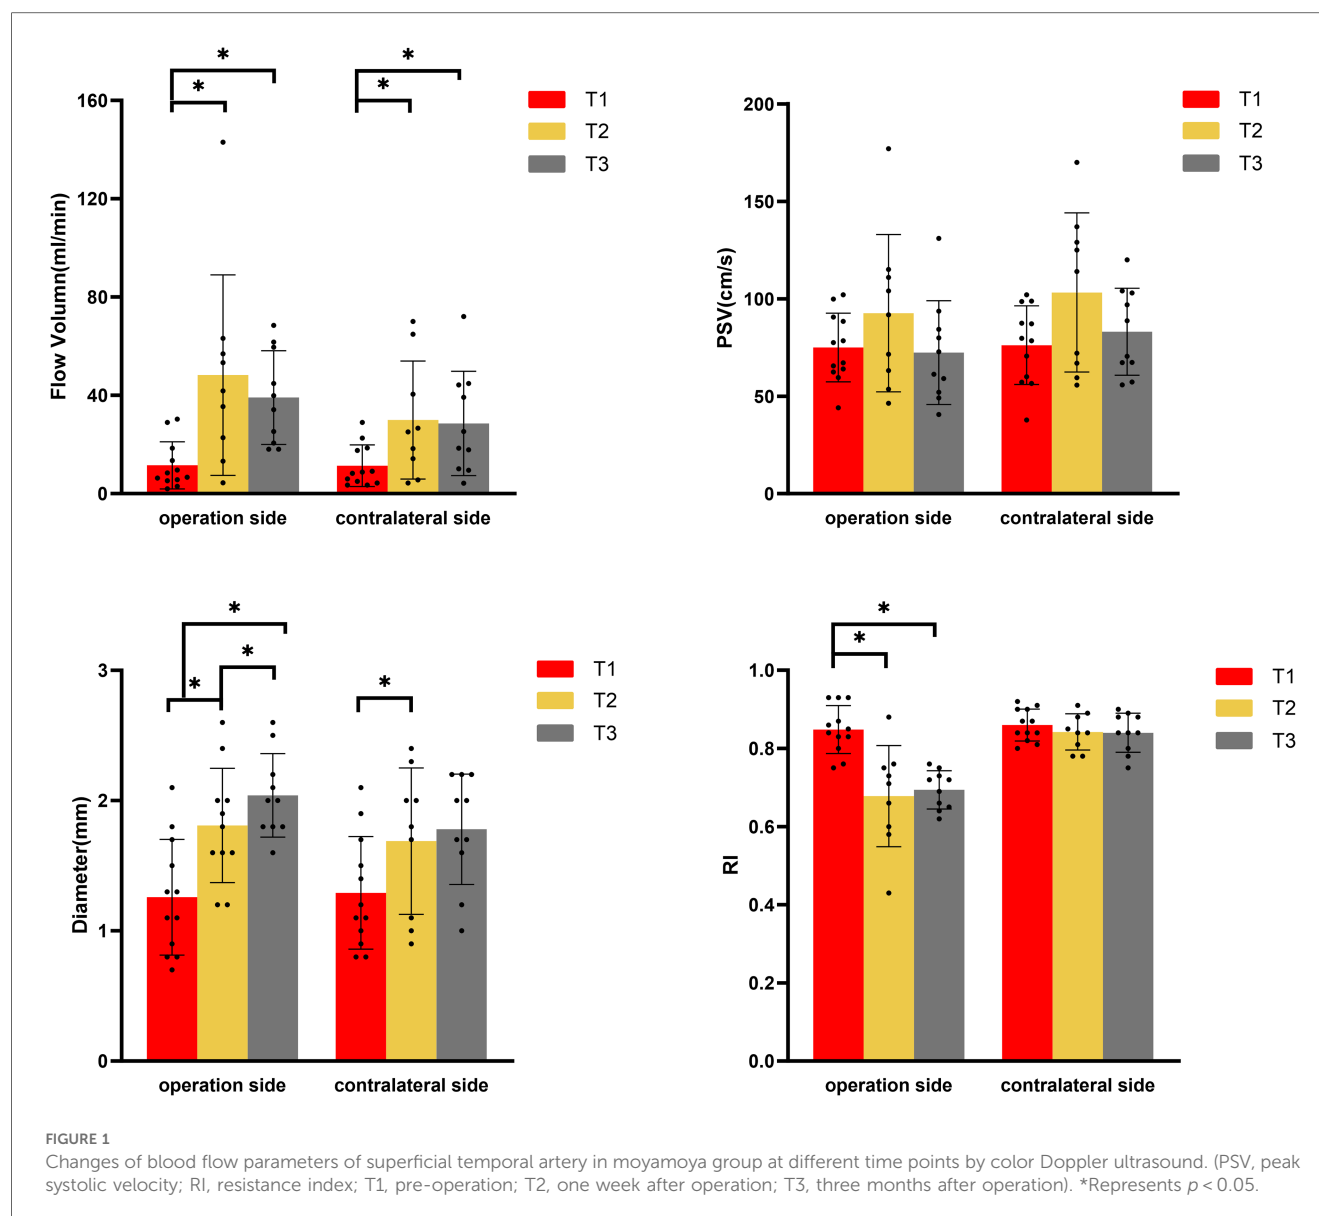 *
*
*
*
160
120
80
40
0
Flow Volumn(ml/min)
operation side
contralateral side
T1
T2
T3
200
150
100
50
0
PSV(cm/s)
operation side
contralateral side
T1
T2
T3
*
*
*
*
3
2
1
0
Diameter(mm)
operation side
contralateral side
T1
T2
T3
*
*
1.0
0.8
0.6
0.4
0.2
0.0
RI
operation side
contralateral side
T1
T2
T3
FIGURE 1
Changes of blood flow parameters of superficial temporal artery in moyamoya group at different time points by color Doppler ultrasound. (PSV, peak
systolic velocity; RI, resistance index; T1, pre-operation; T2, one week after operation; T3, three months after operation). *Represents p < 0.05.